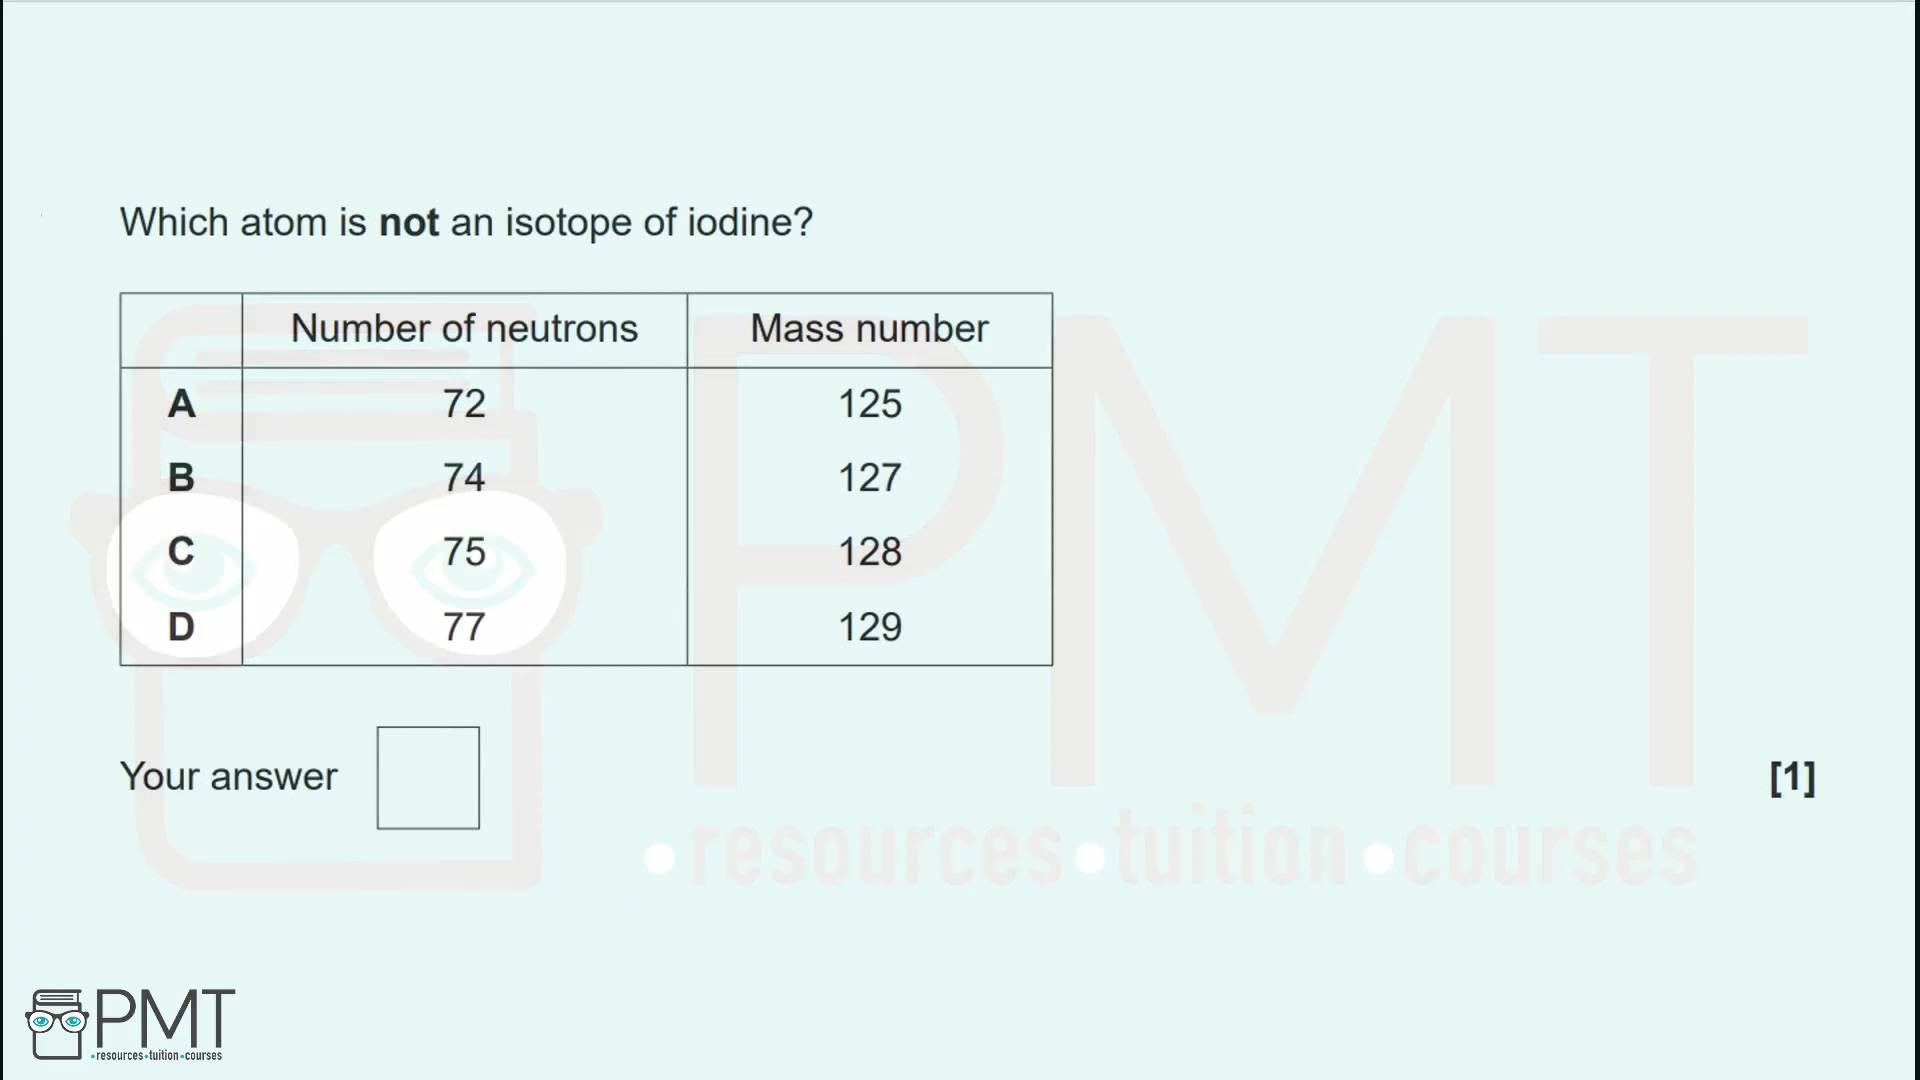 Which atom is not an isotope of iodine?
Number of neutrons Mass number
A 72 125
B 74 127
C 75 128
D 77 129
Your answer [1]
PMT
•resources•tuition•courses
PMT
•resources•tuition•courses